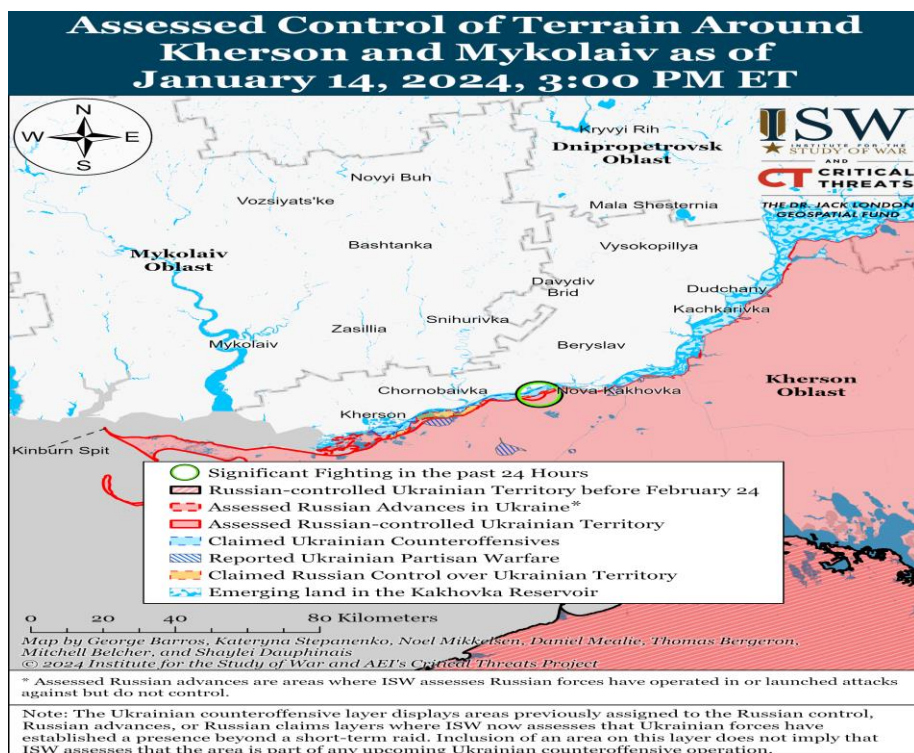 Assessed Control of Terrain Around
Kherson and Mykolaiv as of
January 14, 2024, 3:00 PM ET
N
W E
S
ISW
INSTITUTE FOR THE
STUDY OF WAR
AND
CT CRITICAL
THREATS
THE DR. JACK LONDON
GEOSPATIAL FUND
Kryvyi Rih
Dnipropetrovsk
Oblast
Novyi Buh
Vozsiyats'ke
Mala Shesternia
Bashtanka
Vysokopillya
Mykolaiv
Oblast
Davydiv
Brid
Dudchany
Kachkarivka
Snihurivka
Zasillia
Mykolaiv
Beryslav
Chornobaivka
Nova Kakhovka
Kherson
Oblast
Kherson
Kinburn Spit
Significant Fighting in the past 24 Hours
Russian-controlled Ukrainian Territory before February 24
Assessed Russian Advances in Ukraine*
Assessed Russian-controlled Ukrainian Territory
Claimed Ukrainian Counteroffensives
Reported Ukrainian Partisan Warfare
Claimed Russian Control over Ukrainian Territory
Emerging land in the Kakhovka Reservoir
0 20 40 80 Kilometers
Map by George Barros, Kateryna Stepanenko, Noel Mikkelsen, Daniel Mealie, Thomas Bergeron,
Mitchell Belcher, and Shaylei Dauphinais
© 2024 Institute for the Study of War and AEI's Critical Threats Project
* Assessed Russian advances are areas where ISW assesses Russian forces have operated in or launched attacks
against but do not control.
Note: The Ukrainian counteroffensive layer displays areas previously assigned to the Russian control,
Russian advances, or Russian claims layers where ISW now assesses that Ukrainian forces have
established a presence beyond a short-term raid. Inclusion of an area on this layer does not imply that
ISW assesses that the area is part of any upcoming Ukrainian counteroffensive operation.